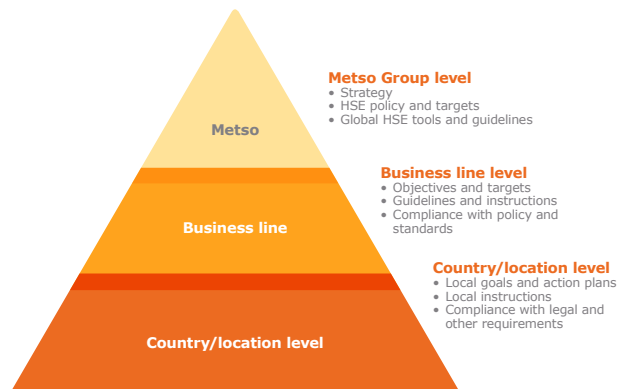 Metso Group level
• Strategy
• HSE policy and targets
• Global HSE tools and guidelines
Metso
Business line level
• Objectives and targets
• Guidelines and instructions
• Compliance with policy and
standards
Business line
Country/location level
• Local goals and action plans
• Local instructions
• Compliance with legal and
other requirements
Country/location level